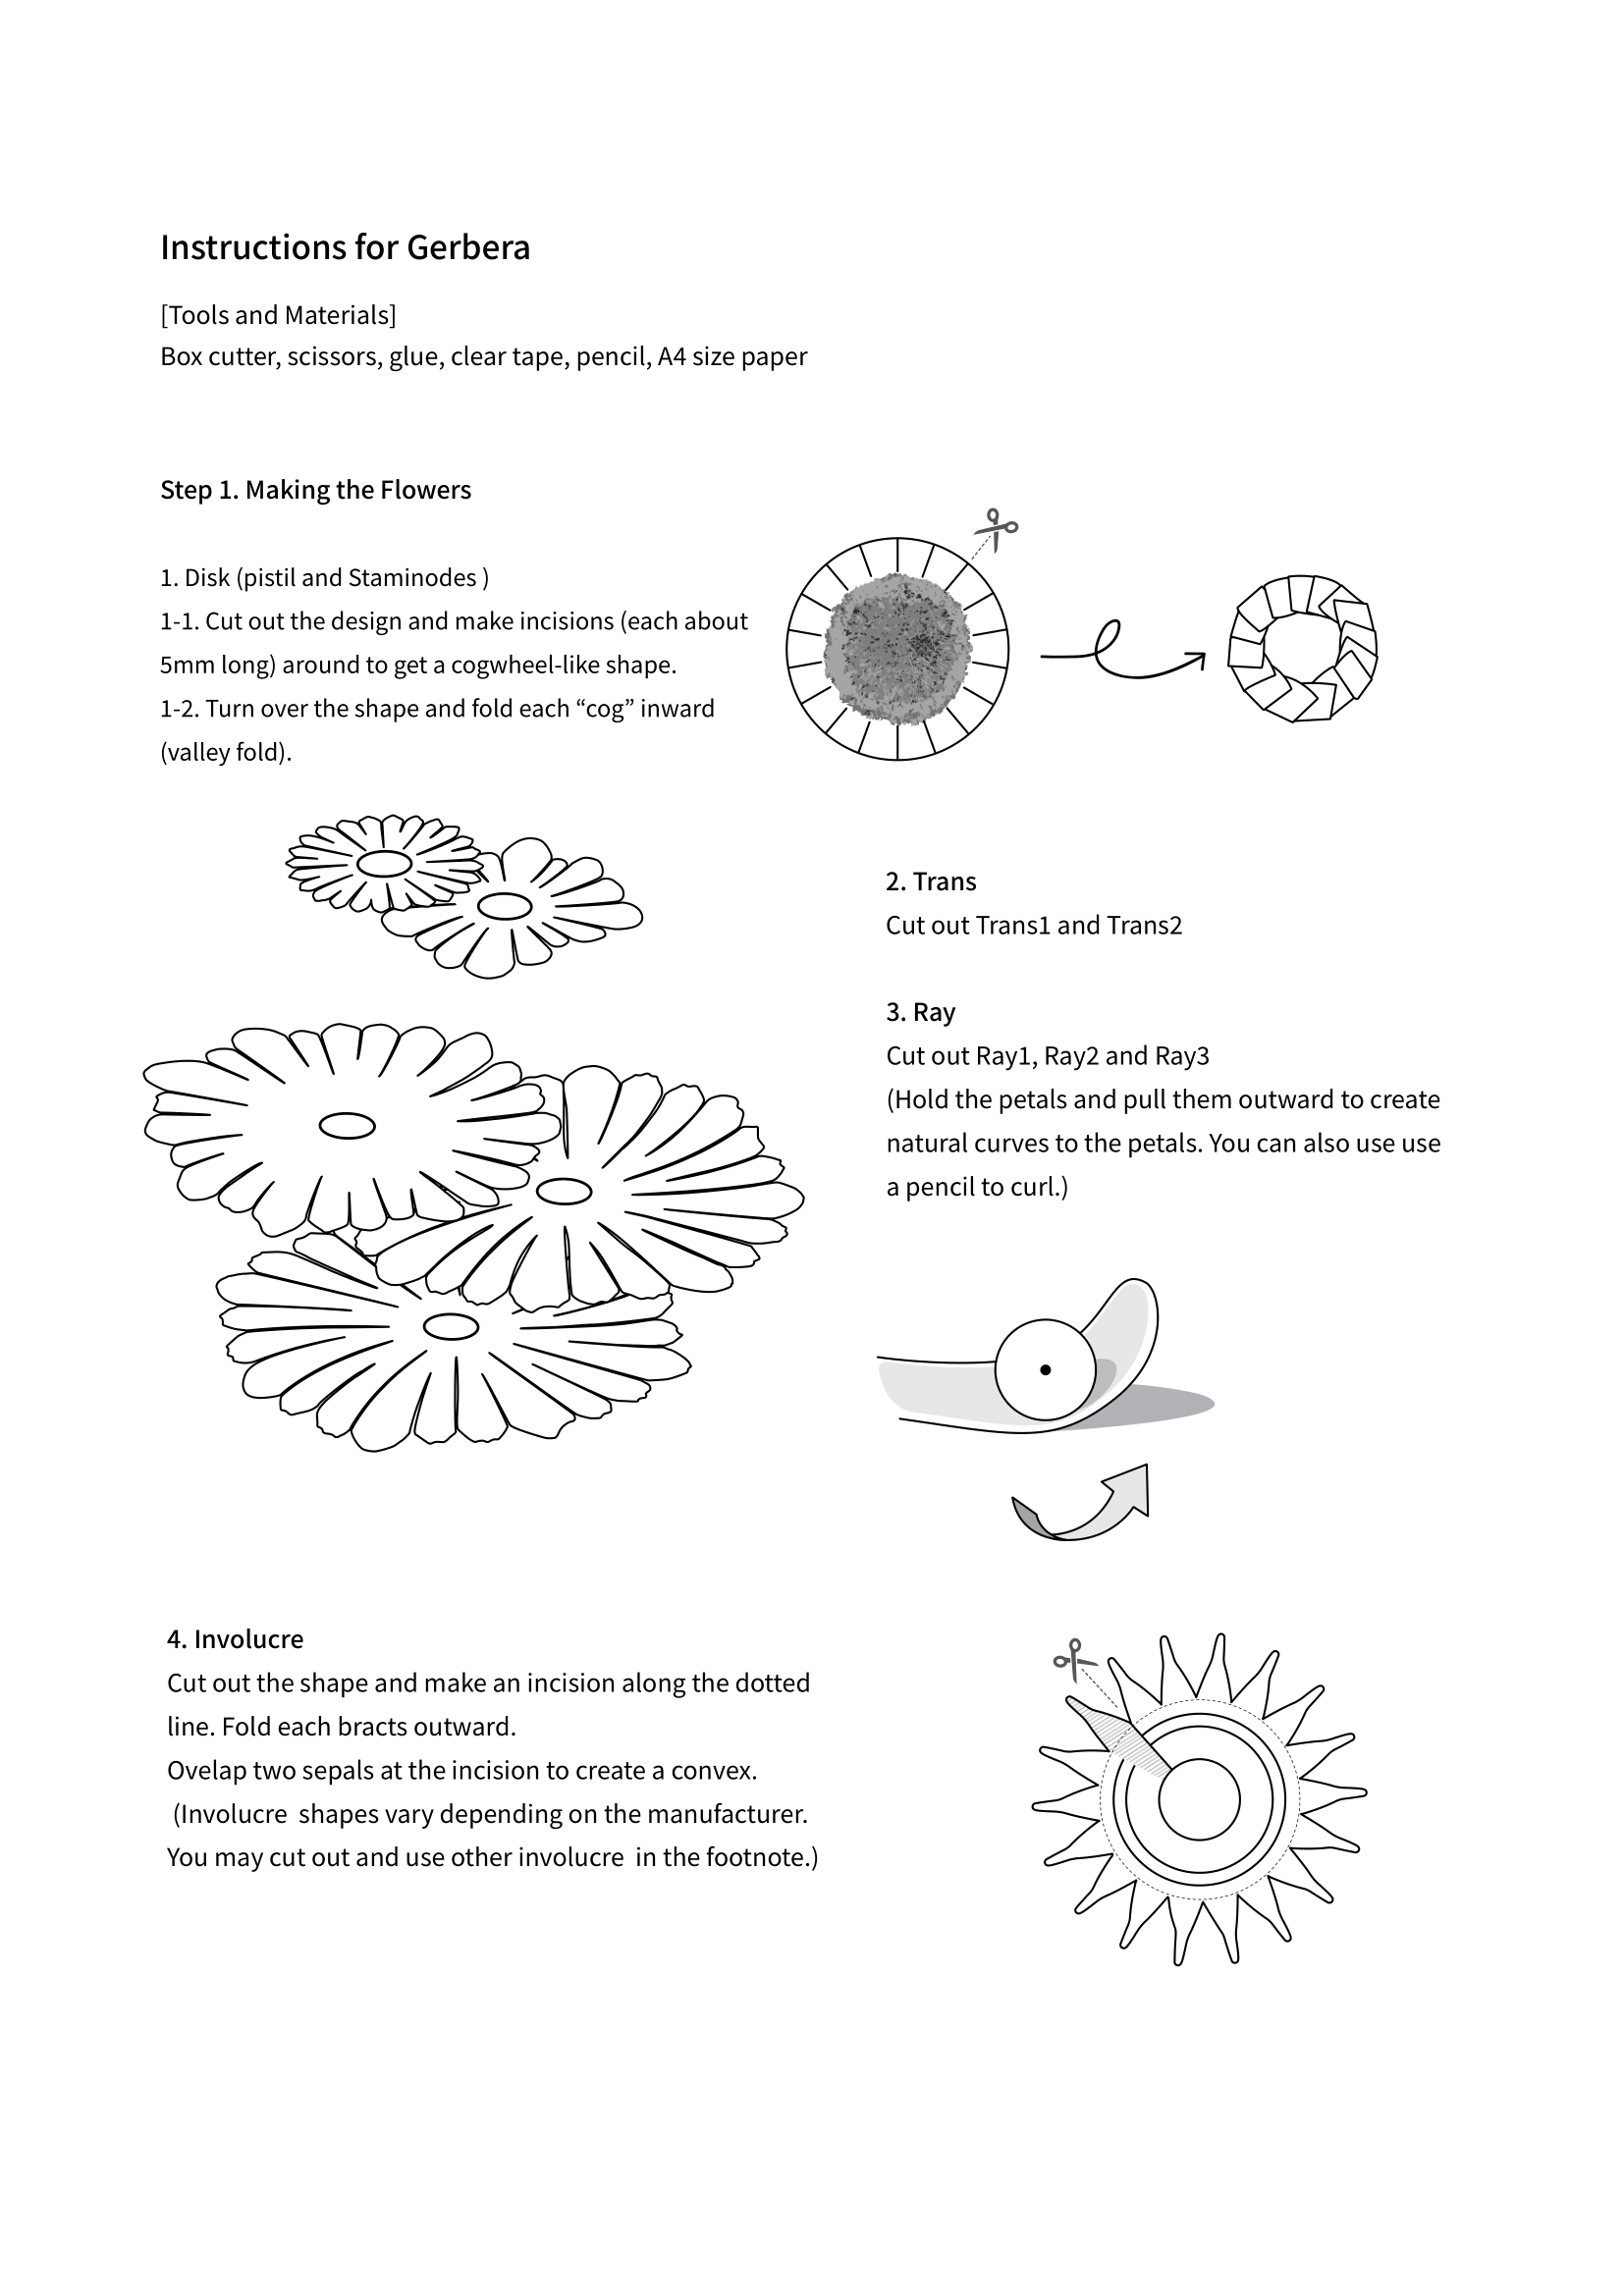 Instructions for Gerbera
[Tools and Materials]
Box cutter, scissors, glue, clear tape, pencil, A4 size paper
Step 1. Making the Flowers
1. Disk (pistil and Staminodes )
1-1. Cut out the design and make incisions (each about
5mm long) around to get a cogwheel-like shape.
1-2. Turn over the shape and fold each “cog” inward
(valley fold).
2. Trans
Cut out Trans1 and Trans2
3. Ray
Cut out Ray1, Ray2 and Ray3
(Hold the petals and pull them outward to create
natural curves to the petals. You can also use use
a pencil to curl.)
4. Involucre
Cut out the shape and make an incision along the dotted
line. Fold each bracts outward.
Ovelap two sepals at the incision to create a convex.
(Involucre  shapes vary depending on the manufacturer.
You may cut out and use other involucre  in the footnote.)